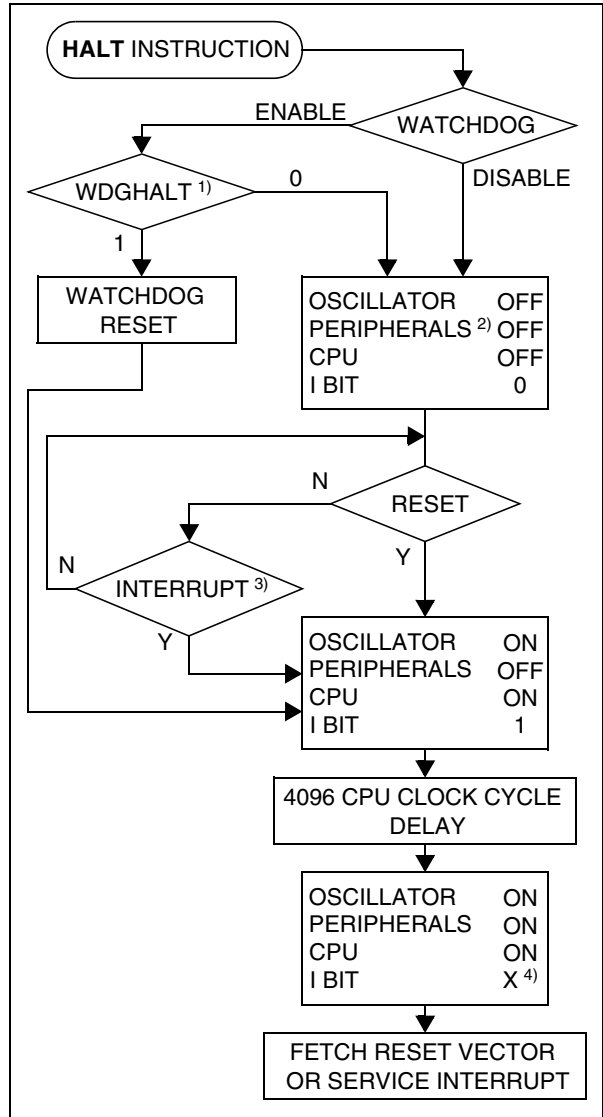 HALT INSTRUCTION
ENABLE
WATCHDOG
WDGHALT 1)
0
DISABLE
1
WATCHDOG
RESET
OSCILLATOR OFF
PERIPHERALS 2) OFF
CPU OFF
I BIT 0
N
RESET
Y
N
INTERRUPT 3)
Y
OSCILLATOR ON
PERIPHERALS OFF
CPU ON
I BIT 1
4096 CPU CLOCK CYCLE
DELAY
OSCILLATOR ON
PERIPHERALS ON
CPU ON
I BIT X 4)
FETCH RESET VECTOR
OR SERVICE INTERRUPT